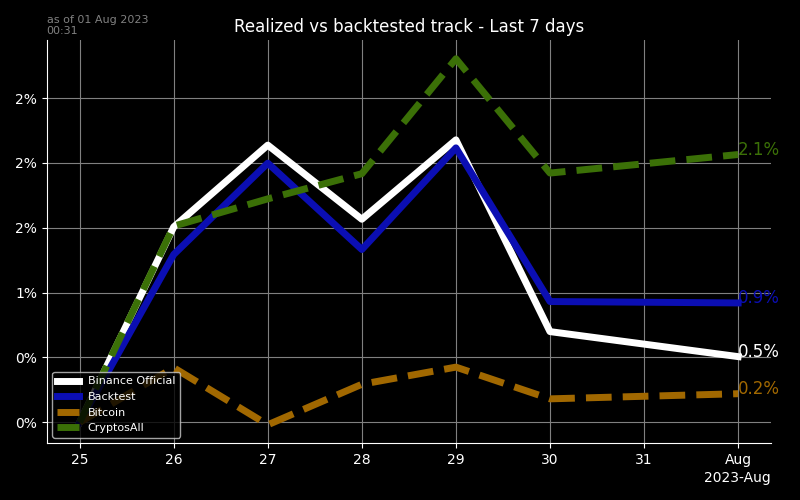 as of 01 Aug 2023
00:31
Realized vs backtested track - Last 7 days
2%
2%
2%
1%
0%
0%
2.1%
0.9%
0.5%
0.2%
Binance Official
Backtest
Bitcoin
CryptosAll
25 26 27 28 29 30 31 Aug
2023-Aug